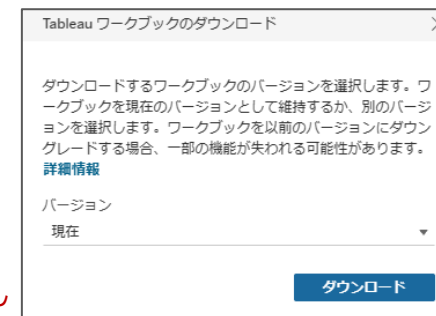 Tableau ワークブックのダウンロード
ダウンロードするワークブックのバージョンを選択します。ワ
ークブックを現在のバージョンとして維持するか、別のバージ
ョンを選択します。ワークブックを以前のバージョンにダウン
グレードする場合、一部の機能が失われる可能性があります。
詳細情報
バージョン
現在
ダウンロード